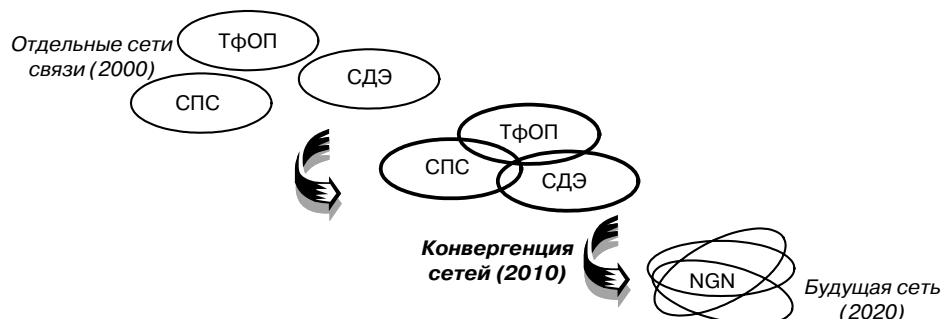 Отдельные сети
связи (2000)
ТфОП
СПС
СДЭ
ТфОП
СПС
СДЭ
Конвергенция
сетей (2010)
NGN
Будущая сеть
(2020)